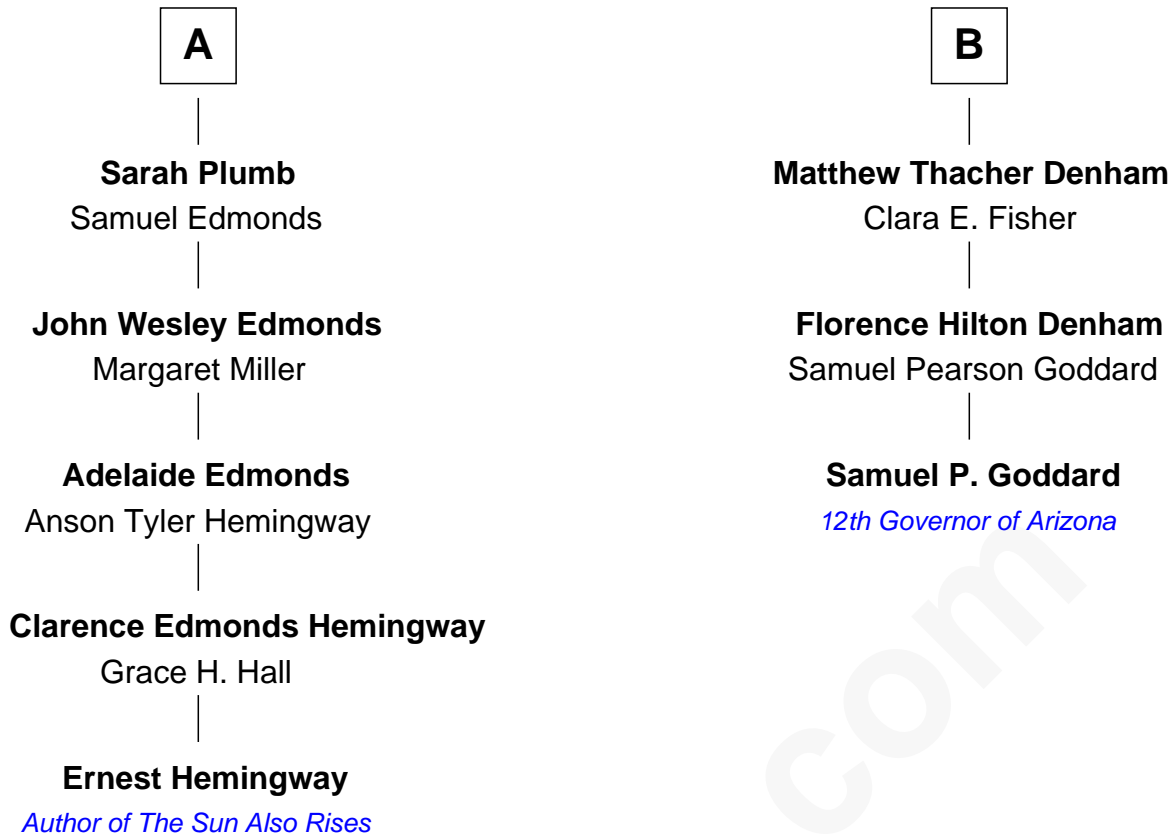 A
Sarah Plumb
Samuel Edmonds
John Wesley Edmonds
Margaret Miller
Adelaide Edmonds
Anson Tyler Hemingway
Clarence Edmonds Hemingway
Grace H. Hall
Ernest Hemingway
Author of The Sun Also Rises
B
Matthew Thacher Denham
Clara E. Fisher
Florence Hilton Denham
Samuel Pearson Goddard
Samuel P. Goddard
12th Governor of Arizona
com